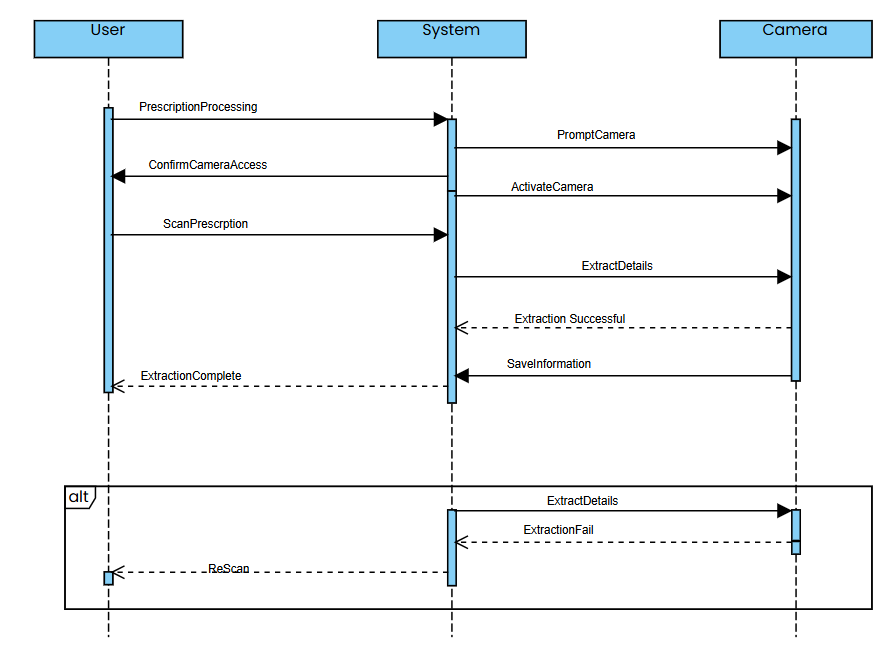 User
System
Camera
PrescriptionProcessing
PromptCamera
ConfirmCameraAccess
ActivateCamera
ScanPrescrption
ExtractDetails
Extraction Successful
SaveInformation
ExtractionComplete
alt
ExtractDetails
ExtractionFail
ReScan